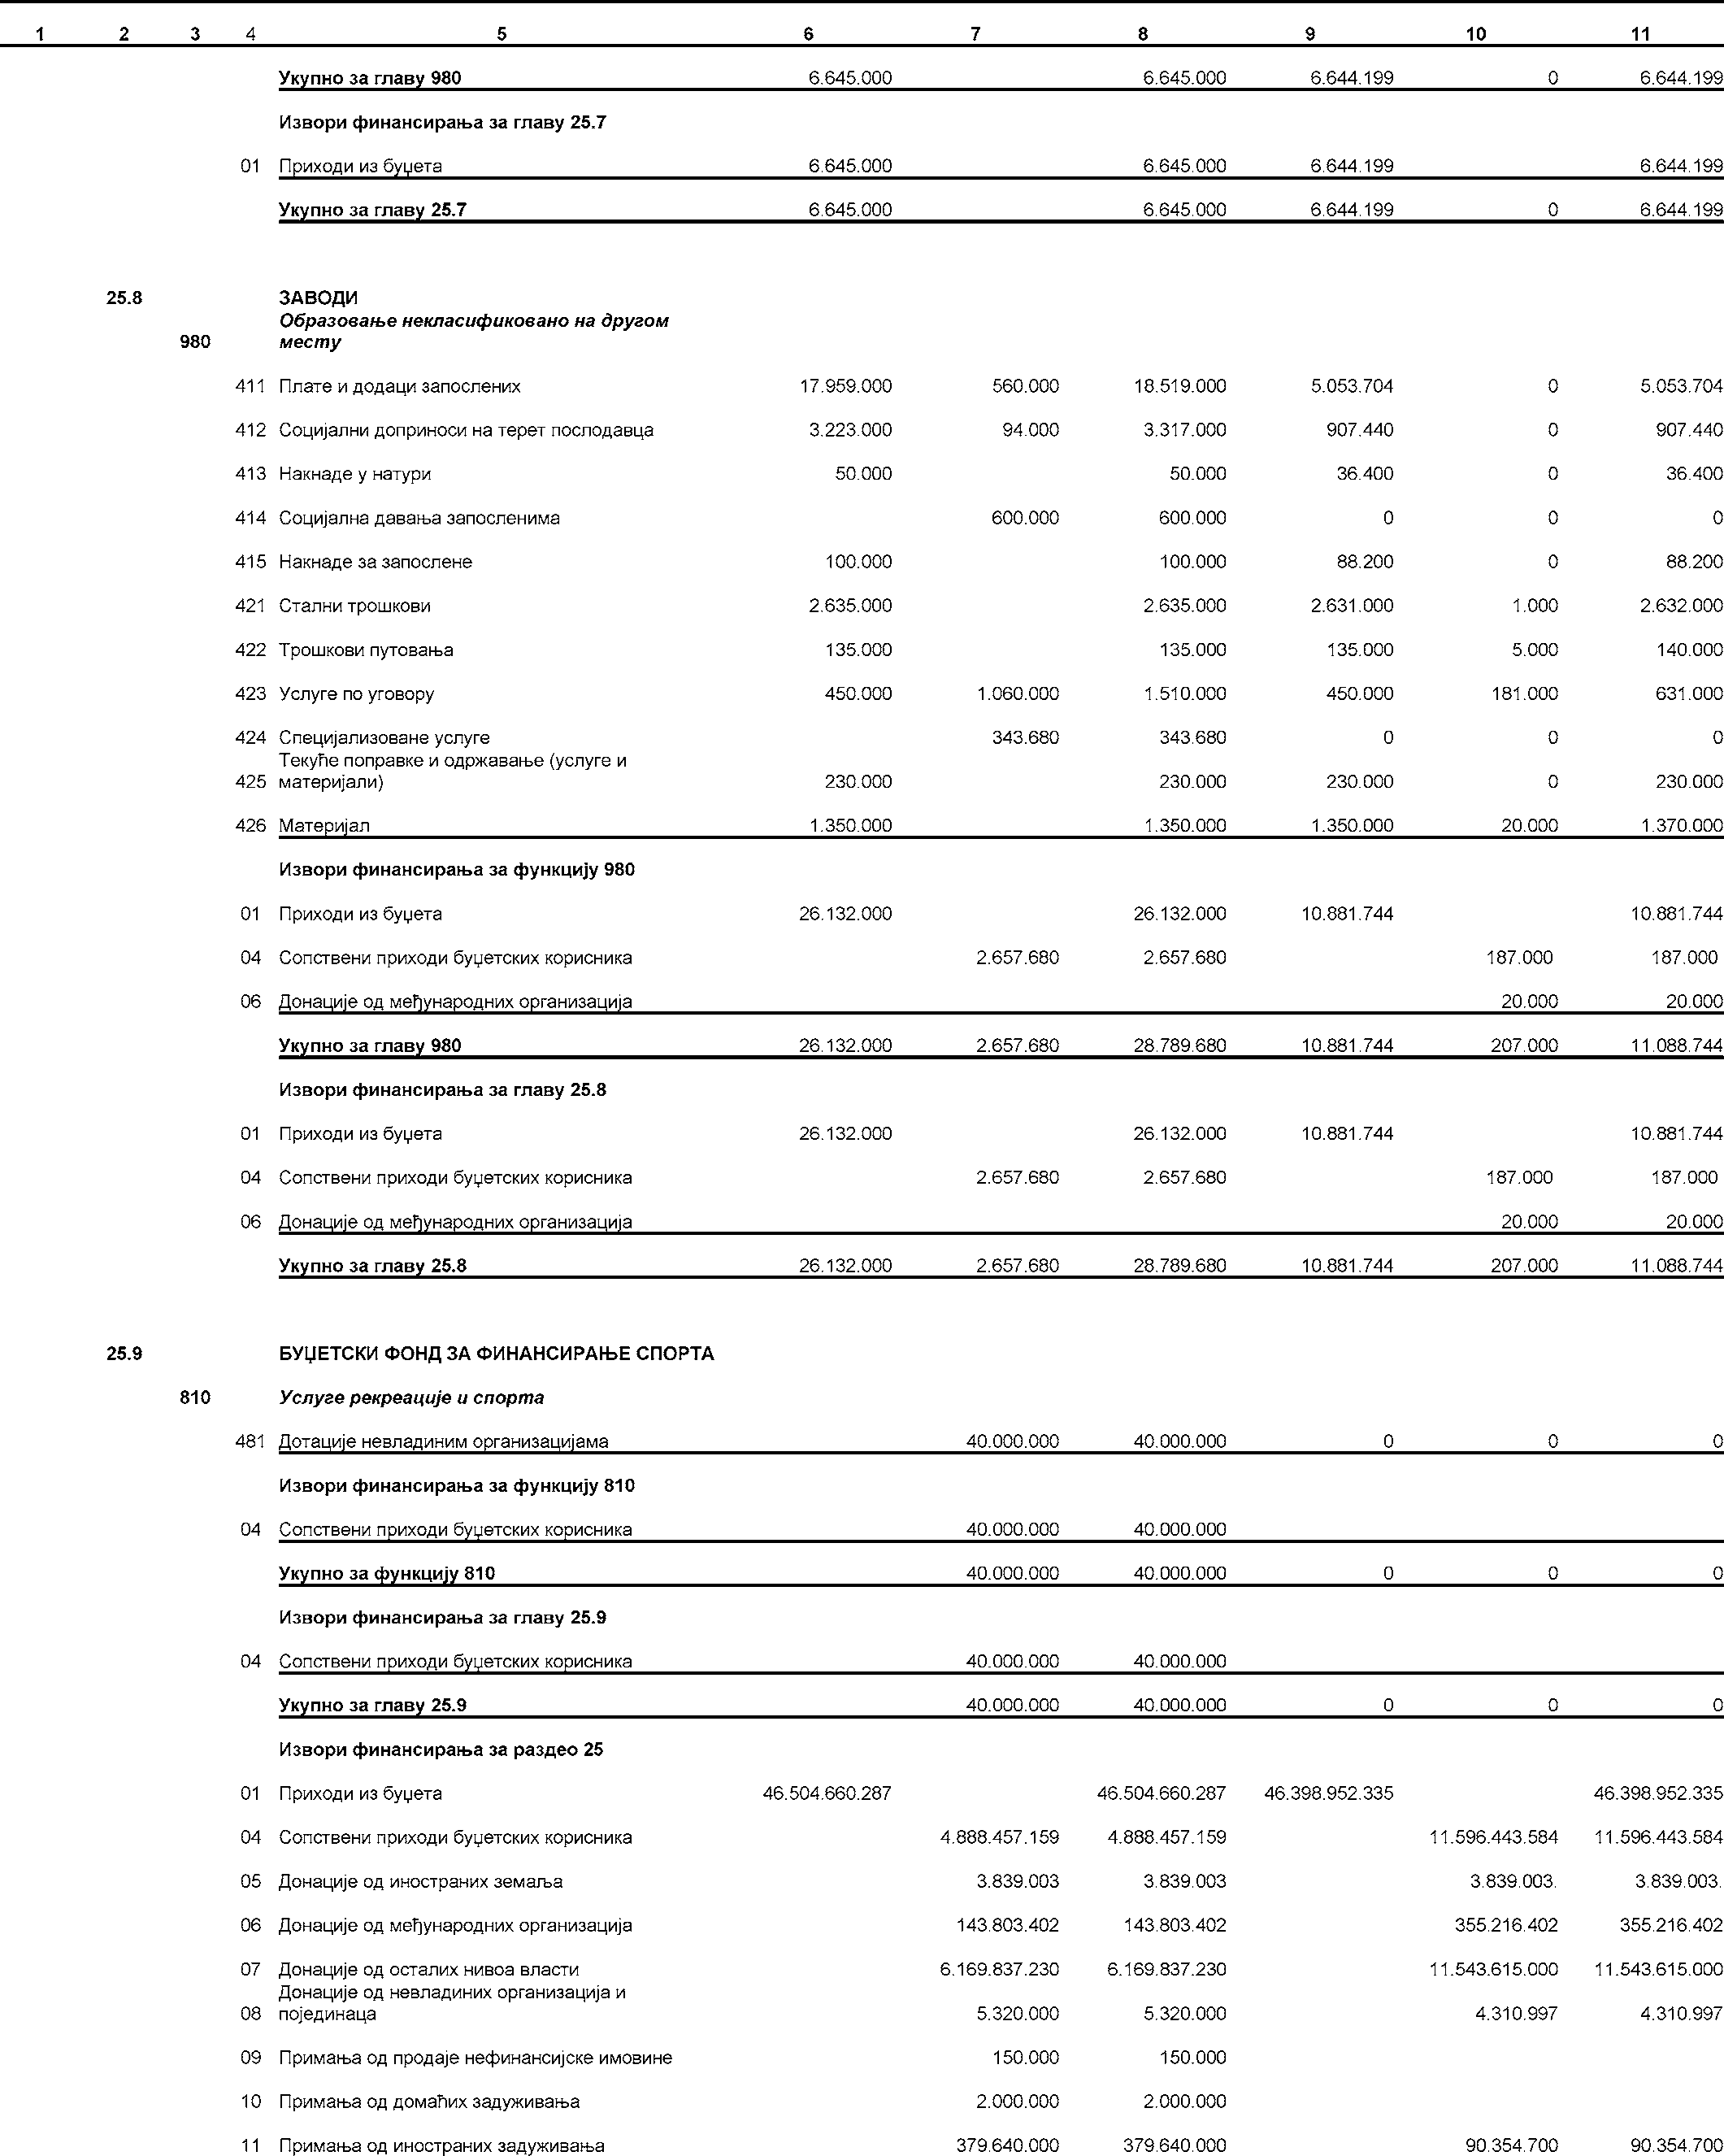 1 2 3 4 5 6 7 8 9 10 11
Укупно за главу 980 6.645.000 6.645.000 6.644.199 0 6.644.199
Извори финансирања за главу 25.7
01 Приходи из буџета 6.645.000 6.645.000 6.644.199 6.644.199
Укупно за главу 25.7 6.645.000 6.645.000 6.644.199 0 6.644.199
25.8 ЗАВОДИ
Образовање некласификовано на другом
980 месту
411 Плате и додаци запослених 17.959.000 560.000 18.519.000 5.053.704 0 5.053.704
412 Социјални доприноси на терет послодавца 3.223.000 94.000 3.317.000 907.440 0 907.440
413 Накнаде у натури 50.000 50.000 36.400 0 36.400
414 Социјална давања запосленима 600.000 600.000 0 0 0
415 Накнаде за запослене 100.000 100.000 88.200 0 88.200
421 Стални трошкови 2.635.000 2.635.000 2.631.000 1.000 2.632.000
422 Трошкови путовања 135.000 135.000 135.000 5.000 140.000
423 Услуге по уговору 450.000 1.060.000 1.510.000 450.000 181.000 631.000
424 Специјализоване услуге 343.680 343.680 0 0 0
Текуће поправке и одржавање (услуге и
425 материјали) 230.000 230.000 230.000 0 230.000
426 Материјал 1.350.000 1.350.000 1.350.000 20.000 1.370.000
Извори финансирања за функцију 980
01 Приходи из буџета 26.132.000 26.132.000 10.881.744 10.881.744
04 Сопствени приходи буџетских корисника 2.657.680 2.657.680 187.000 187.000
06 Донације од међународних организација 20.000 20.000
Укупно за главу 980 26.132.000 2.657.680 28.789.680 10.881.744 207.000 11.088.744
Извори финансирања за главу 25.8
01 Приходи из буџета 26.132.000 26.132.000 10.881.744 10.881.744
04 Сопствени приходи буџетских корисника 2.657.680 2.657.680 187.000 187.000
06 Донације од међународних организација 20.000 20.000
Укупно за главу 25.8 26.132.000 2.657.680 28.789.680 10.881.744 207.000 11.088.744
25.9 БУЏЕТСКИ ФОНД ЗА ФИНАНСИРАЊЕ СПОРТА
810 Услуге рекреације и спорта
481 Дотације невладиним организацијама 40.000.000 40.000.000 0 0 0
Извори финансирања за функцију 810
04 Сопствени приходи буџетских корисника 40.000.000 40.000.000
Укупно за функцију 810 40.000.000 40.000.000 0 0 0
Извори финансирања за главу 25.9
04 Сопствени приходи буџетских корисника 40.000.000 40.000.000
Укупно за главу 25.9 40.000.000 40.000.000 0 0 0
Извори финансирања за раздео 25
01 Приходи из буџета 46.504.660.287 46.504.660.287 46.398.952.335 46.398.952.335
04 Сопствени приходи буџетских корисника 4.888.457.159 4.888.457.159 11.596.443.584 11.596.443.584
05 Донације од иностраних земаља 3.839.003 3.839.003 3.839.003. 3.839.003.
06 Донације од међународних организација 143.803.402 143.803.402 355.216.402 355.216.402
07 Донације од осталих нивоа власти 6.169.837.230 6.169.837.230 11.543.615.000 11.543.615.000
Донације од невладиних организација и
08 појединаца 5.320.000 5.320.000 4.310.997 4.310.997
09 Примања од продаје нефинансијске имовине 150.000 150.000
10 Примања од домаћих задуживања 2.000.000 2.000.000
11 Примања од иностраних задуживања 379.640.000 379.640.000 90.354.700 90.354.700